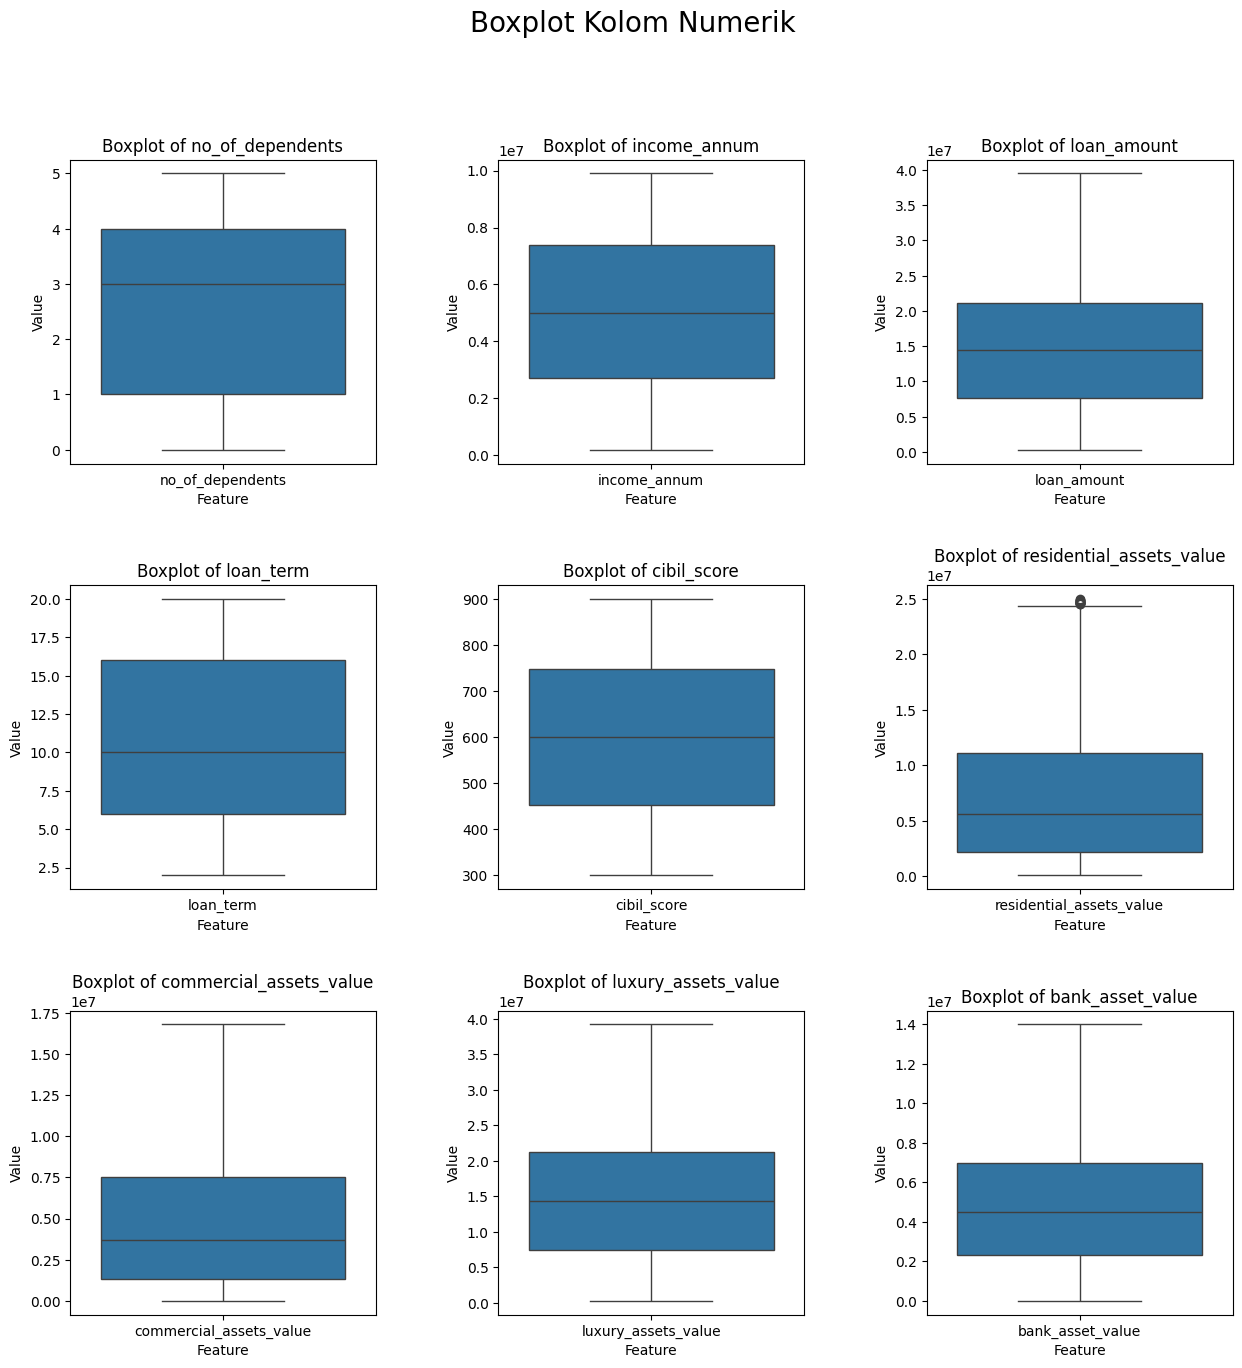 Boxplot Kolom Numerik
Boxplot of no_of_dependents
5
4
3
2
1
0
Value
no_of_dependents
Feature
Boxplot of income_annum
1e7
1.0
0.8
0.6
0.4
0.2
0.0
Value
income_annum
Feature
Boxplot of loan_amount
1e7
4.0
3.5
3.0
2.5
2.0
1.5
1.0
0.5
0.0
Value
loan_amount
Feature
Boxplot of loan_term
20.0
17.5
15.0
12.5
10.0
7.5
5.0
2.5
Value
loan_term
Feature
Boxplot of cibil_score
900
800
700
600
500
400
300
Value
cibil_score
Feature
Boxplot of residential_assets_value
1e7
2.5
2.0
1.5
1.0
0.5
0.0
Value
residential_assets_value
Feature
Boxplot of commercial_assets_value
1e7
1.75
1.50
1.25
1.00
0.75
0.50
0.25
0.00
Value
commercial_assets_value
Feature
Boxplot of luxury_assets_value
1e7
4.0
3.5
3.0
2.5
2.0
1.5
1.0
0.5
0.0
Value
luxury_assets_value
Feature
Boxplot of bank_asset_value
1e7
1.4
1.2
1.0
0.8
0.6
0.4
0.2
0.0
Value
bank_asset_value
Feature